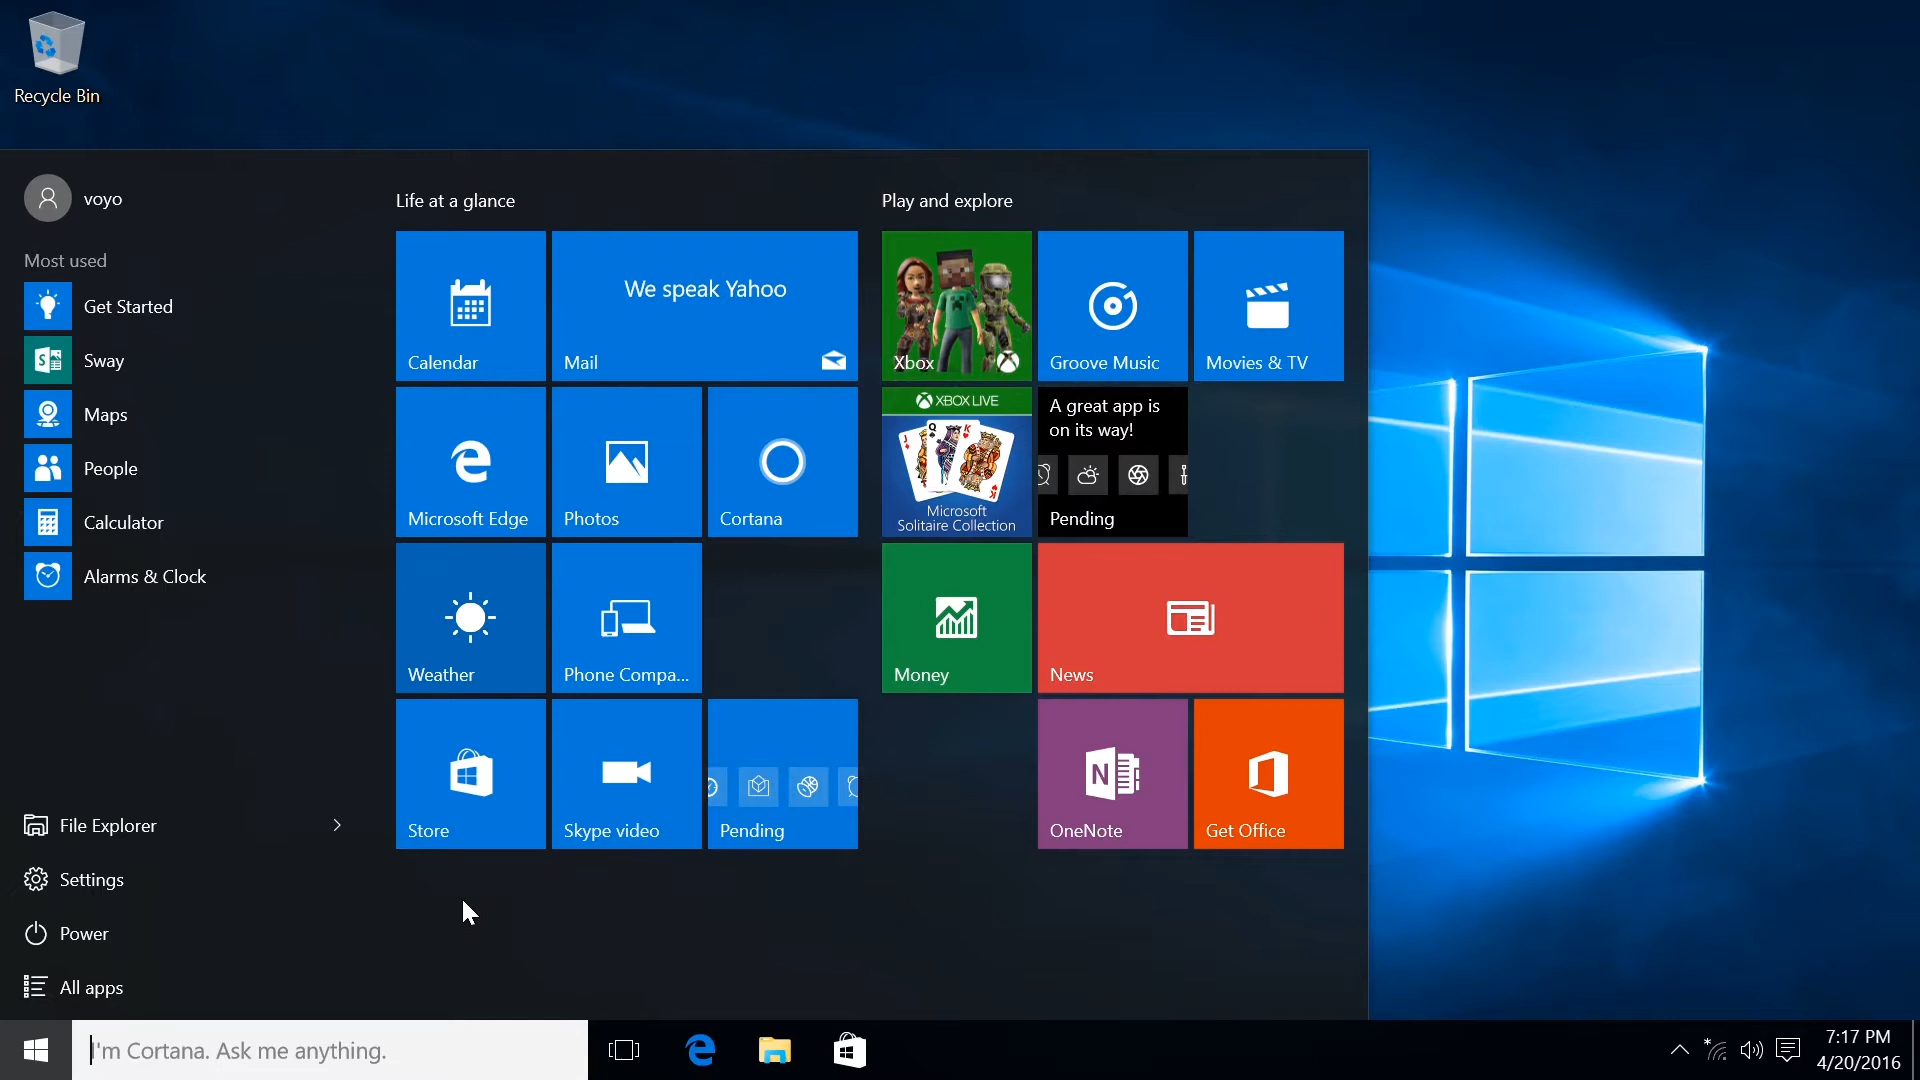 Recycle Bin
voyo
Most used
Get Started
Sway
Maps
People
Calculator
Alarms & Clock
File Explorer
Settings
Power
All apps
Life at a glance
Calendar
We speak Yahoo
Mail
Microsoft Edge
Photos
Cortana
Weather
Phone Compa...
Store
Skype video
Pending
Play and explore
Xbox
Groove Music
Movies & TV
XBOX LIVE
J Q K
K
Microsoft
Solitaire Collection
A great app is
on its way!
Pending
Money
News
N
OneNote
Get Office
I'm Cortana. Ask me anything.
7:17 PM
4/20/2016